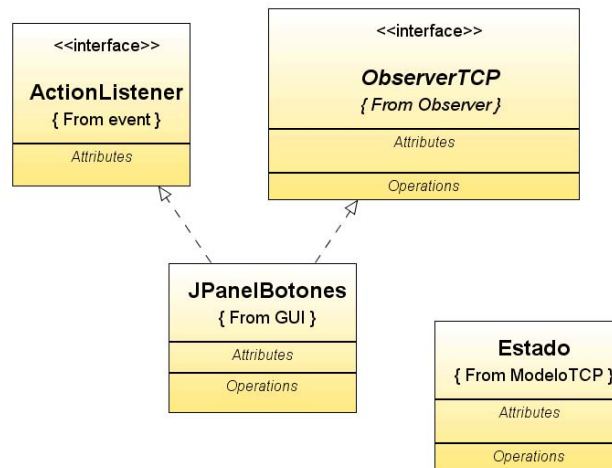 <<interface>>
ActionListener
{ From event }
Attributes
<<interface>>
ObserverTCP
{ From Observer }
Attributes
Operations
JPanelBotones
{ From GUI }
Attributes
Operations
Estado
{ From ModeloTCP }
Attributes
Operations